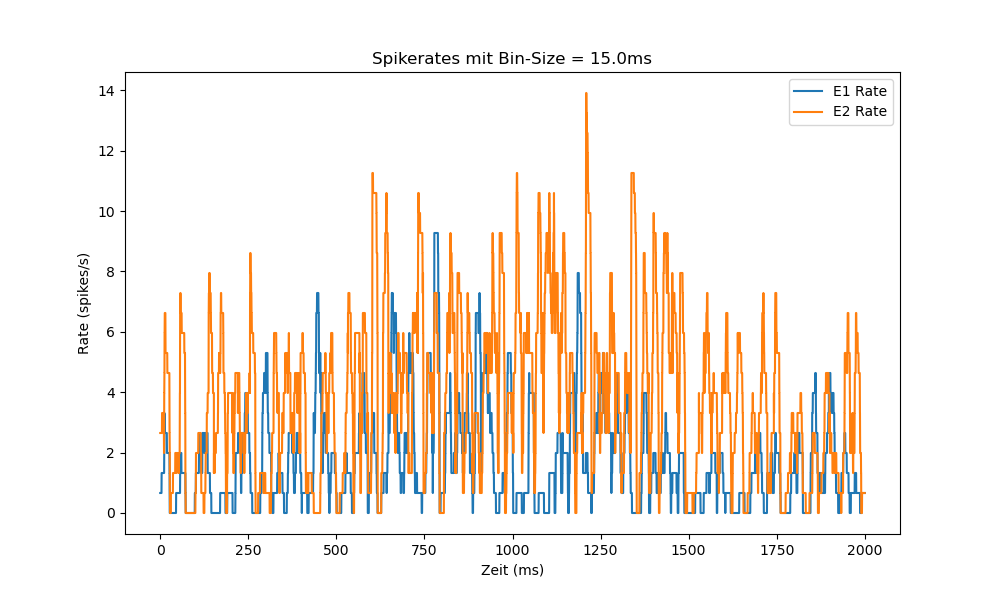 Spikerates mit Bin-Size = 15.0ms
E1 Rate
E2 Rate
Rate (spikes/s)
14
12
10
8
6
4
2
0
0 250 500 750 1000 1250 1500 1750 2000
Zeit (ms)